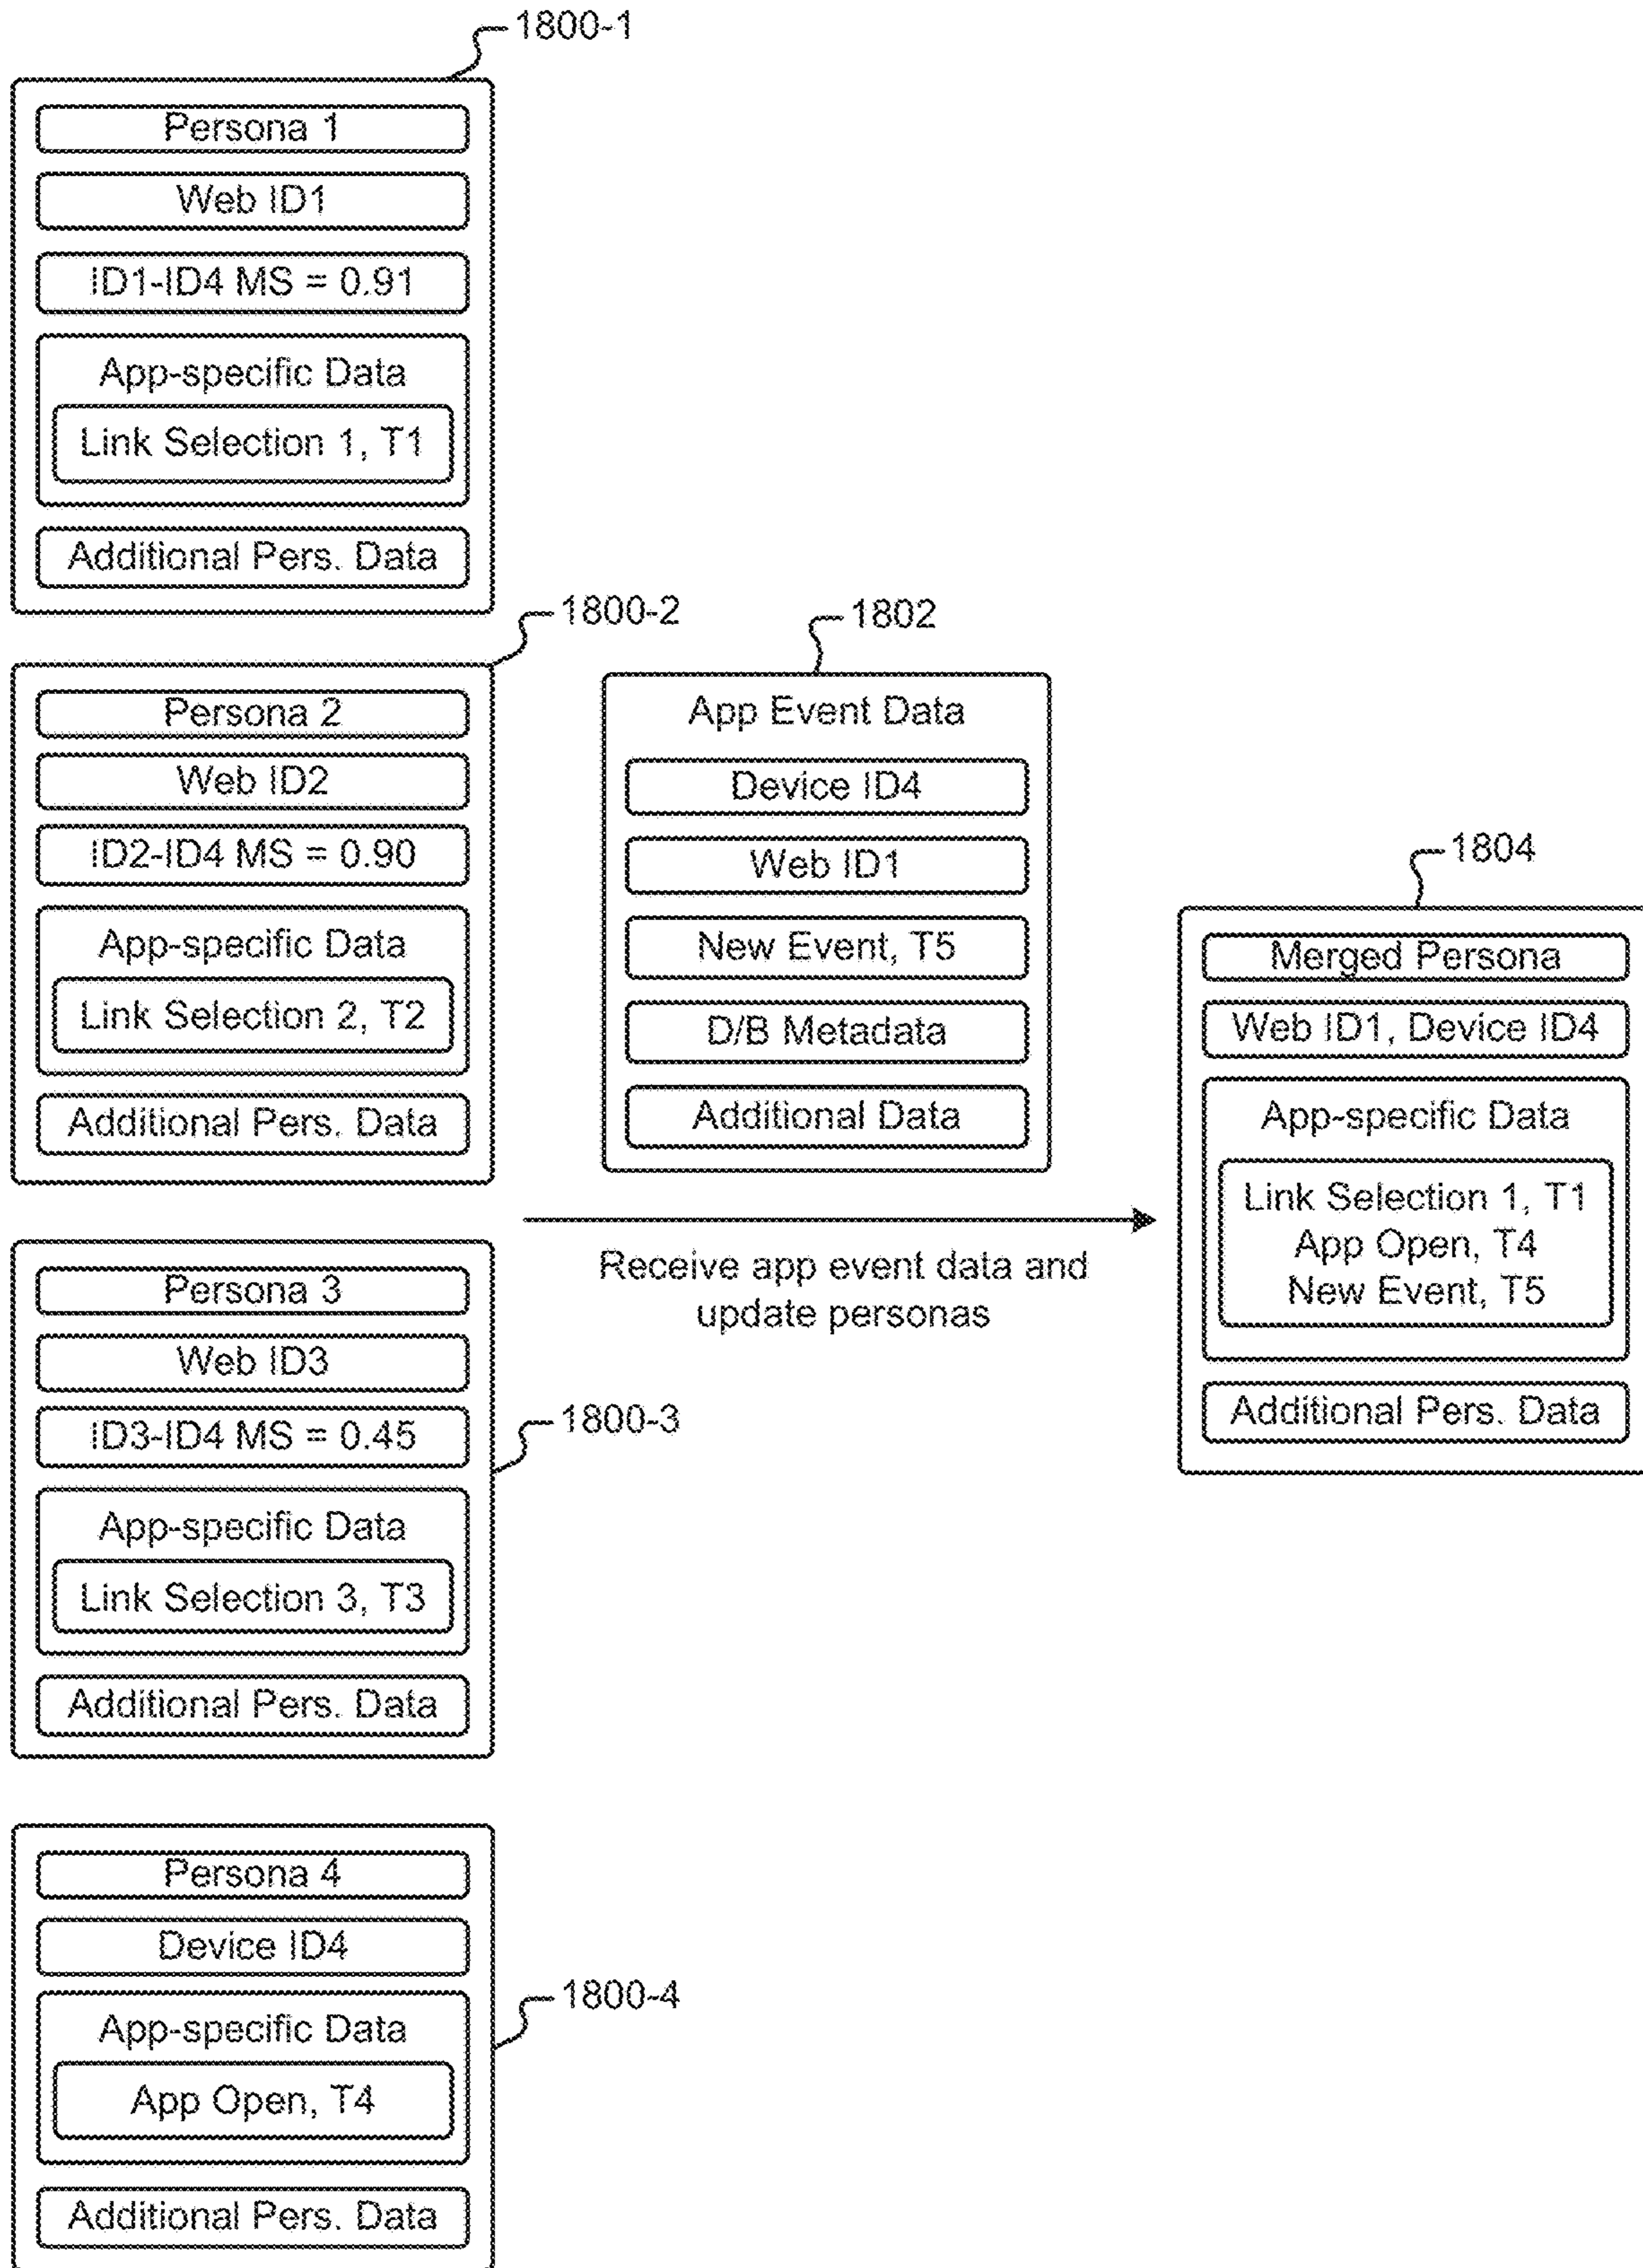 1800-1
Persona 1
Web ID1
ID1-ID4 MS = 0.91
App-specific Data
Link Selection 1, T1
Additional Pers. Data
1800-2
Persona 2
Web ID2
ID2-ID4 MS = 0.90
App-specific Data
Link Selection 2, T2
Additional Pers. Data
1800-3
Persona 3
Web ID3
ID3-ID4 MS = 0.45
App-specific Data
Link Selection 3, T3
Additional Pers. Data
1800-4
Persona 4
Device ID4
App-specific Data
App Open, T4
Additional Pers. Data
1802
App Event Data
Device ID4
Web ID1
New Event, T5
D/B Metadata
Additional Data
Receive app event data and
update personas
1804
Merged Persona
Web ID1, Device ID4
App-specific Data
Link Selection 1, T1
App Open, T4
New Event, T5
Additional Pers. Data